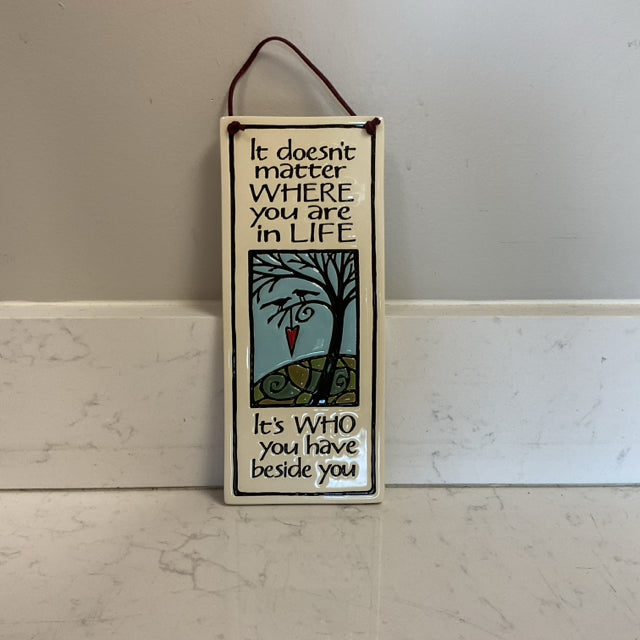 It doesn't
matter
WHERE
you are
in LIFE
It's WHO
you have
beside you